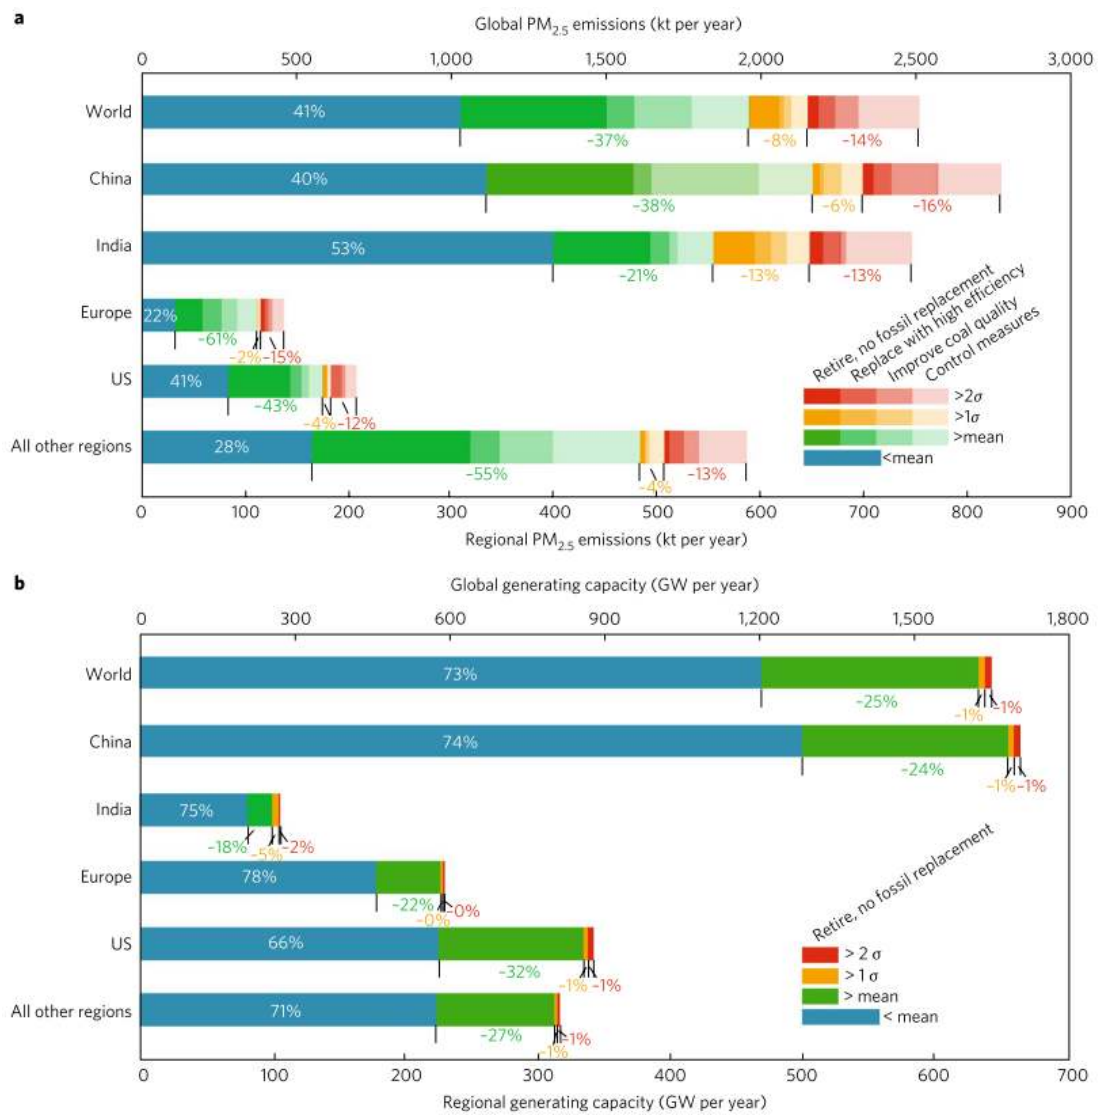 a
Global PM2.5 emissions (kt per year)
0 500 1,000 1,500 2,000 2,500 3,000
World 41% -37% -8% -14%
China 40% -38% -6% -16%
India 53% -21% -13% -13%
Europe 22% -61% -2% -15%
US 41% -43% -4% -12%
All other regions 28% -55% -4% -13%
Retire, no fossil replacement
Replace with high efficiency
Improve coal quality
Control measures
>2σ
>1σ
>mean
<mean
0 100 200 300 400 500 600 700 800 900
Regional PM2.5 emissions (kt per year)
b
Global generating capacity (GW per year)
0 300 600 900 1,200 1,500 1,800
World 73% -25% -1% -1%
China 74% -24% -1% -1%
India 75% -18% -5% -2%
Europe 78% -22% -0% -0%
US 66% -32% -1% -1%
All other regions 71% -27% -1% -1%
Retire, no fossil replacement
> 2 σ
> 1 σ
> mean
< mean
0 100 200 300 400 500 600 700
Regional generating capacity (GW per year)